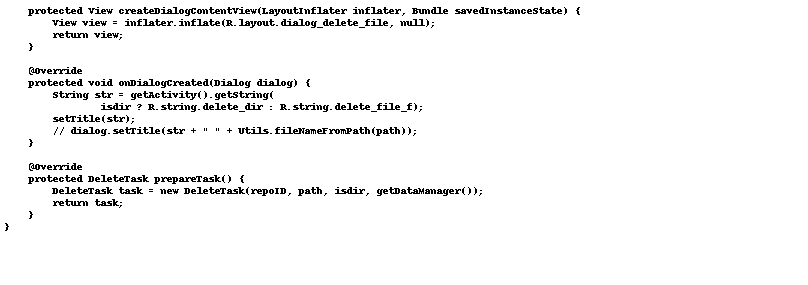 protected View createDialogContentView(LayoutInflater inflater, Bundle savedInstanceState) {
        View view = inflater.inflate(R.layout.dialog_delete_file, null);
        return view;
    }

    @Override
    protected void onDialogCreated(Dialog dialog) {
        String str = getActivity().getString(
                isdir ? R.string.delete_dir : R.string.delete_file_f);
        setTitle(str);
        // dialog.setTitle(str + " " + Utils.fileNameFromPath(path));
    }

    @Override
    protected DeleteTask prepareTask() {
        DeleteTask task = new DeleteTask(repoID, path, isdir, getDataManager());
        return task;
    }
}